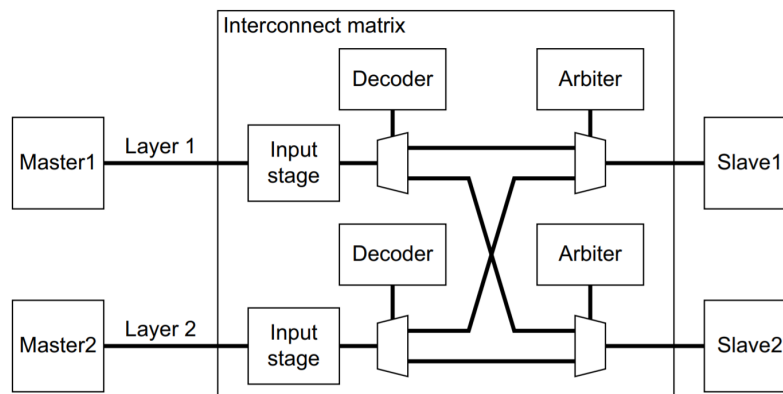 Interconnect matrix
Decoder
Arbiter
Master1
Layer 1
Input
stage
Slave1
Decoder
Arbiter
Master2
Layer 2
Input
stage
Slave2